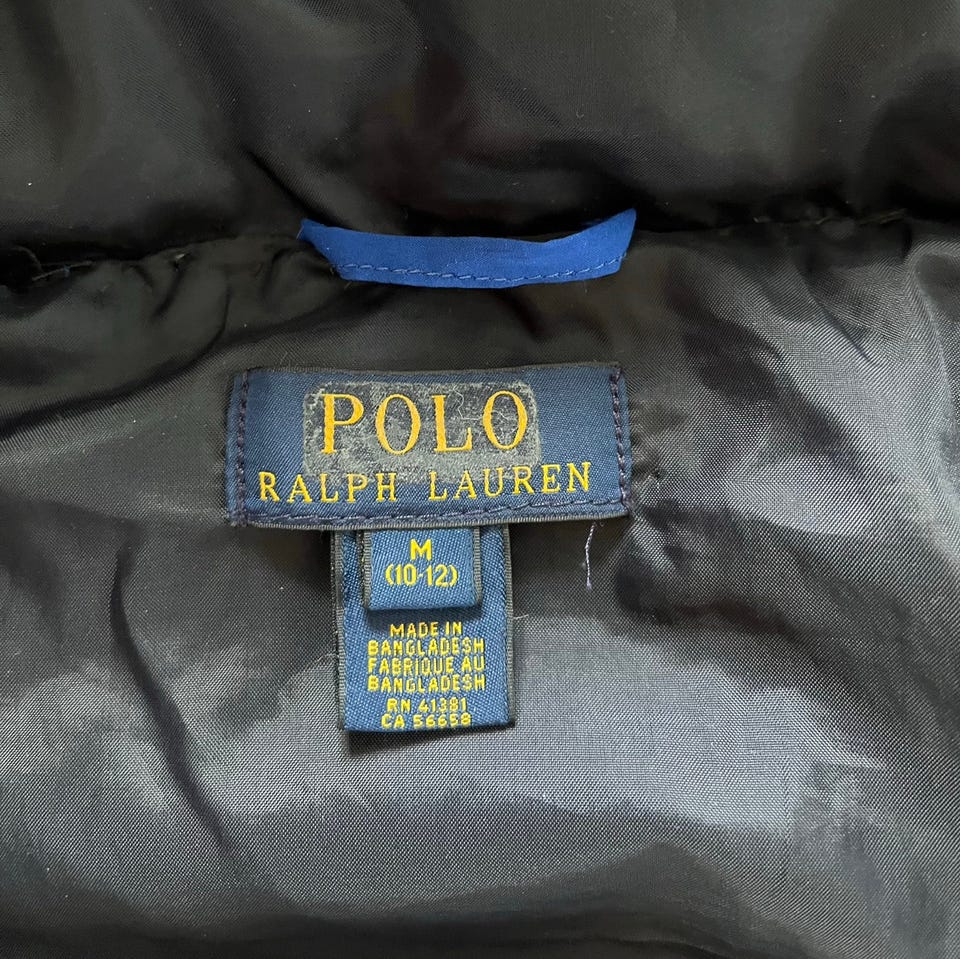 POLO
RALPH LAUREN
M
(10-12)
MADE IN
BANGLADESH
FABRIQUE AU
BANGLADESH
RN 41381
CA 56658